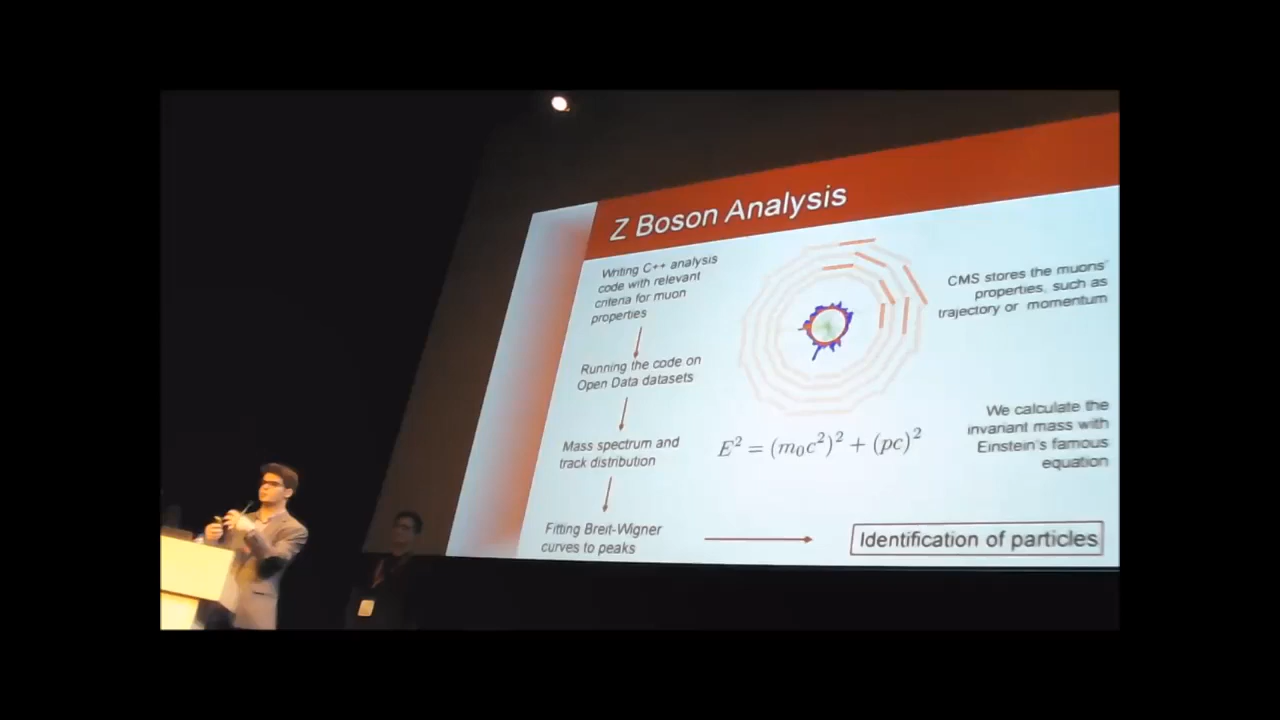 Z Boson Analysis
Writing C++ analysis
code with relevant
criteria for muon
properties
Running the code on
Open Data datasets
Mass spectrum and
track distribution
Fitting Breit-Wigner
curves to peaks
CMS stores the muons'
properties, such as
trajectory or momentum
E² = (m₀c²)² + (pc)²
We calculate the
invariant mass with
Einstein's famous
equation
Identification of particles